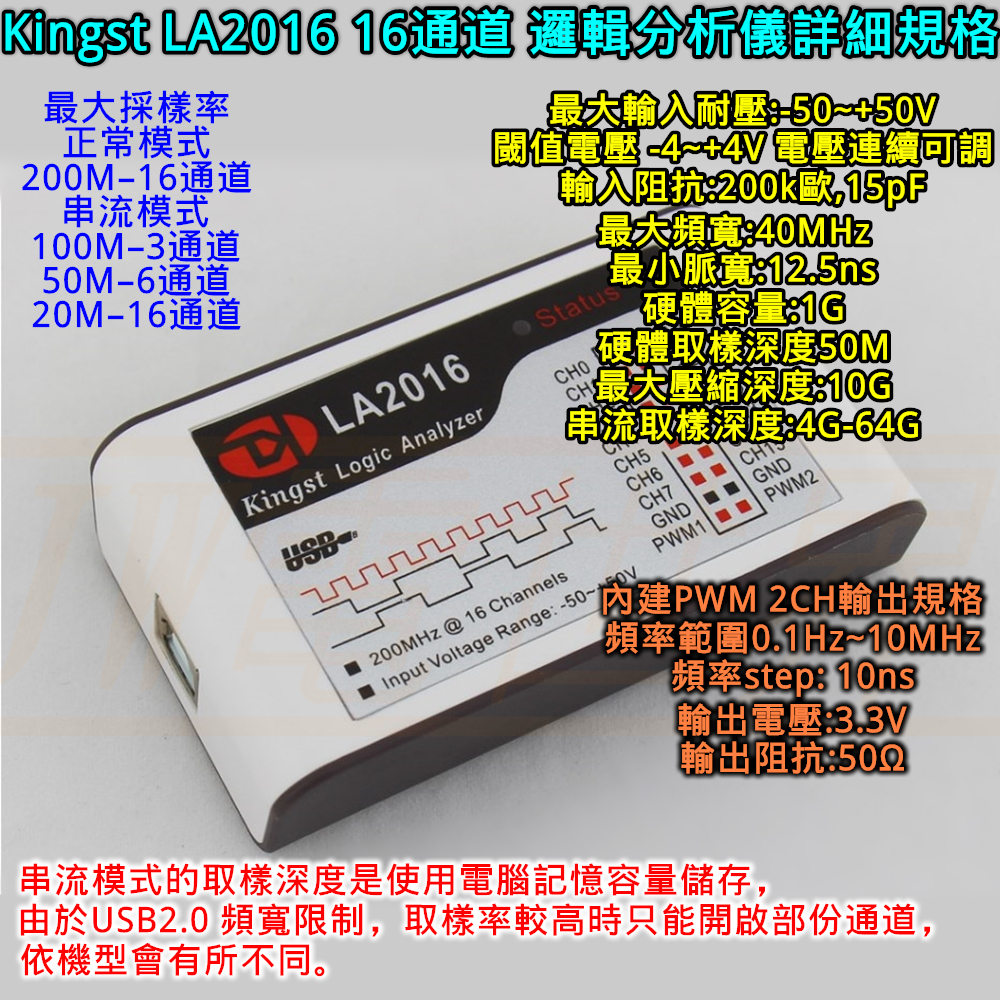 Kingst LA2016 16通道 邏輯分析儀詳細規格
最大採樣率
正常模式
200M–16通道
串流模式
100M–3通道
50M–6通道
20M–16通道
最大輸入耐壓:-50~+50V
閾值電壓 -4~+4V 電壓連續可調
輸入阻抗:200k歐,15pF
最大頻寬:40MHz
最小脈寬:12.5ns
硬體容量:1G
硬體取樣深度50M
最大壓縮深度:10G
串流取樣深度:4G-64G
Status
LA2016
Kingst Logic Analyzer
USB
200MHz @ 16 Channels
Input Voltage Range: -50~+50V
CH0
CH5
CH6
CH7
GND
PWM1
GND
PWM2
內建PWM 2CH輸出規格
頻率範圍0.1Hz~10MHz
頻率step: 10ns
輸出電壓:3.3V
輸出阻抗:50Ω
串流模式的取樣深度是使用電腦記憶容量儲存，
由於USB2.0 頻寬限制，取樣率較高時只能開啟部份通道，
依機型會有所不同。